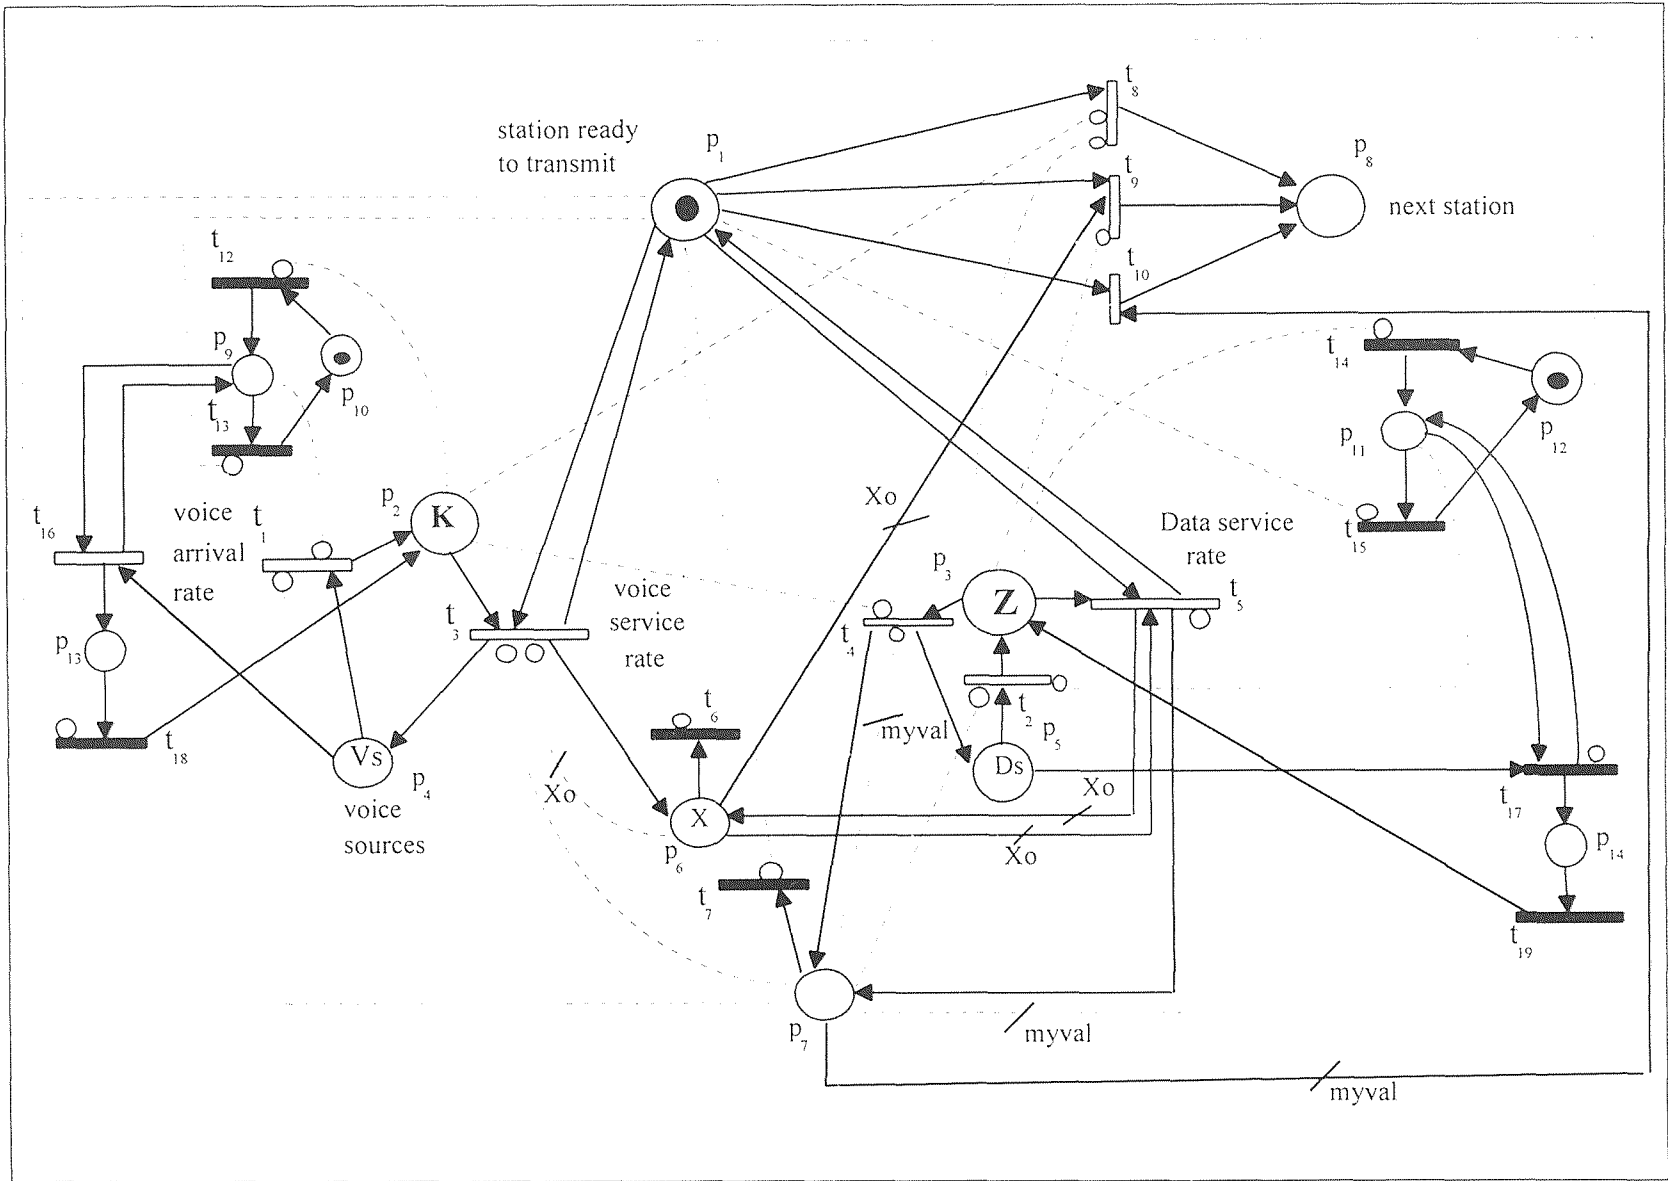 t8
station ready
to transmit
p1
p8
t9
next station
t12
t10
p9
t14
p10
t13
p11
p12
Xo
p2
K
t16
voice
arrival
rate
t1
Data service
rate
t15
p3
Z
t5
voice
service
rate
t3
t4
p13
t6
t2
p5
myval
t18
Vs
p4
Ds
Xo
Xo
t17
voice
sources
X
p6
Xo
p14
t7
t19
p7
myval
myval